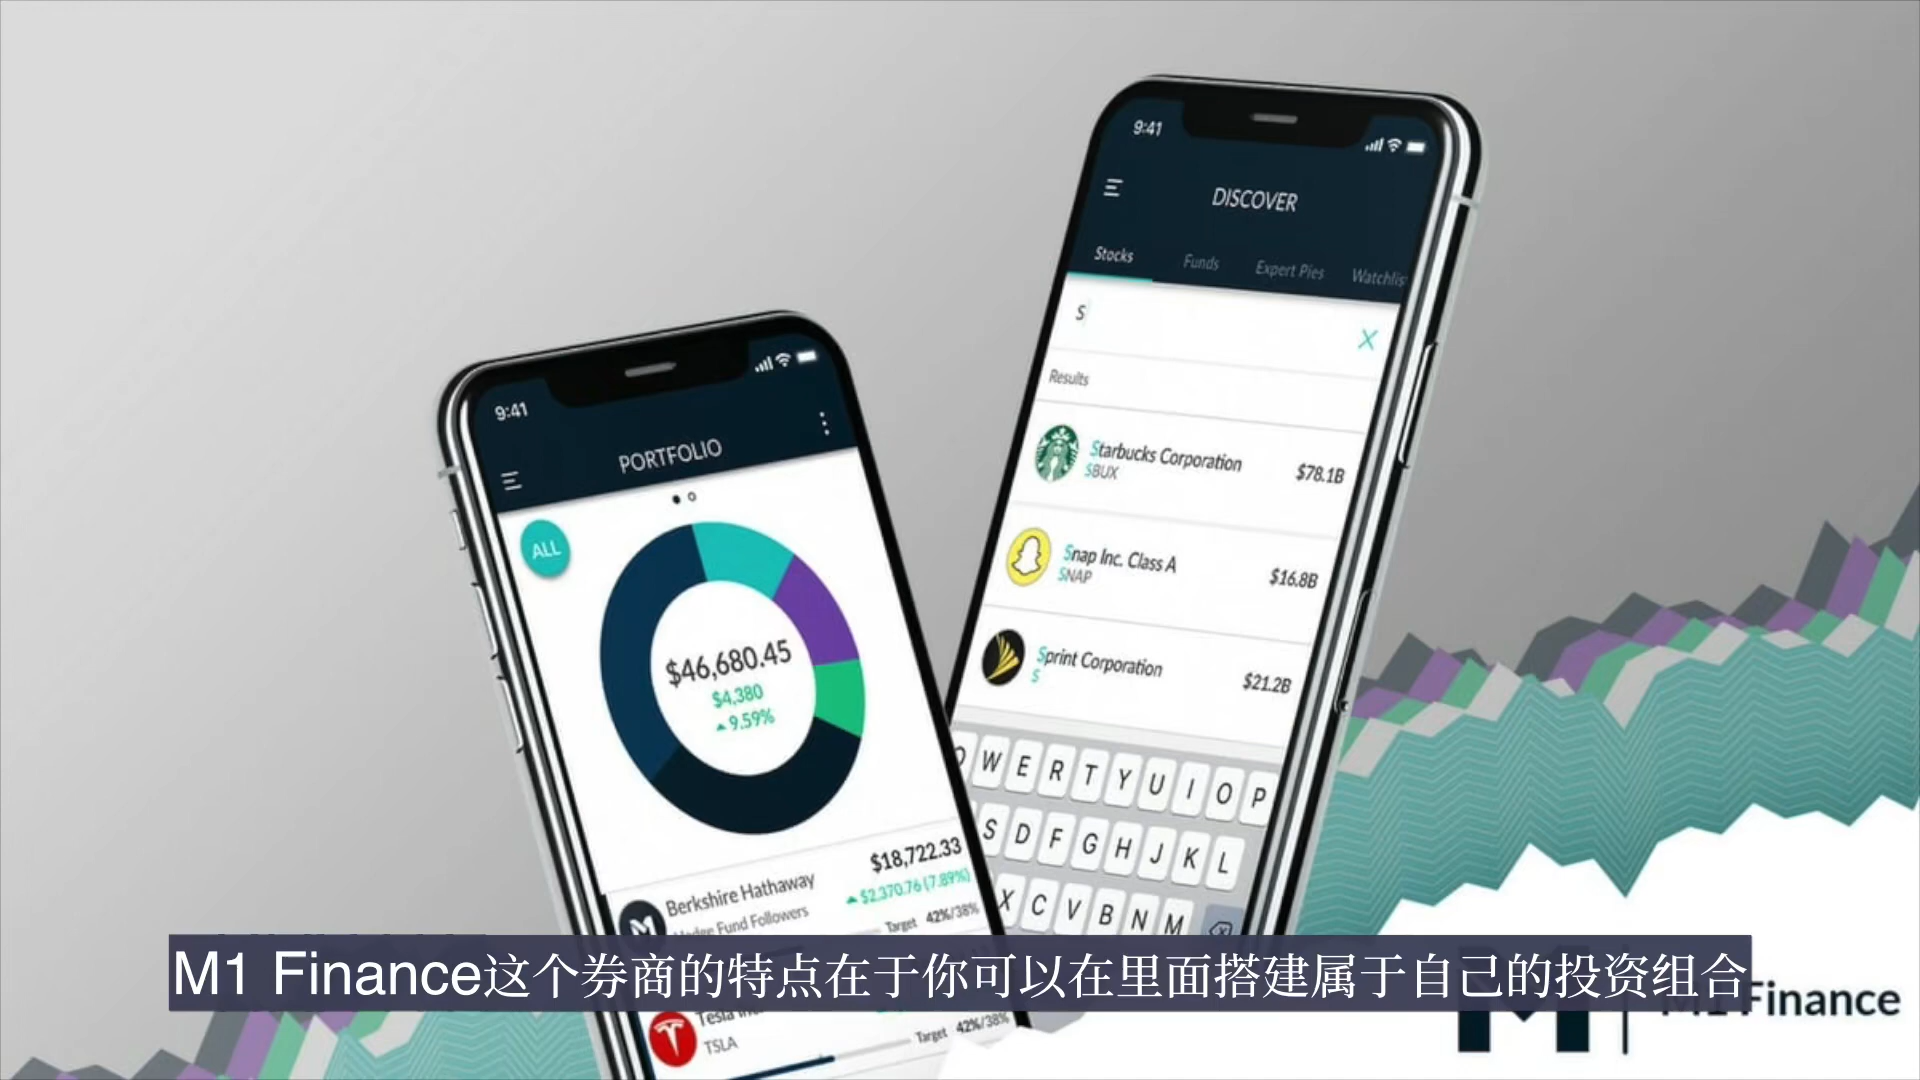 9:41
PORTFOLIO
ALL
$46,680.45
$4,380
9.59%
Berkshire Hathaway
$18,722.33
$2,370.76 (7.89%)
Hedge Fund Followers
Target 42%/38%
TSLA
Target 42%/38%
9:41
DISCOVER
Stocks Funds Expert Pies Watchlis
S
Results
Starbucks Corporation
SBUX
$78.1B
Snap Inc. Class A
SNAP
$16.8B
Sprint Corporation
S
$21.2B
W E R T Y U I O P
S D F G H J K L
X C V B N M
M1 Finance这个券商的特点在于你可以在里面搭建属于自己的投资组合
M1 Finance